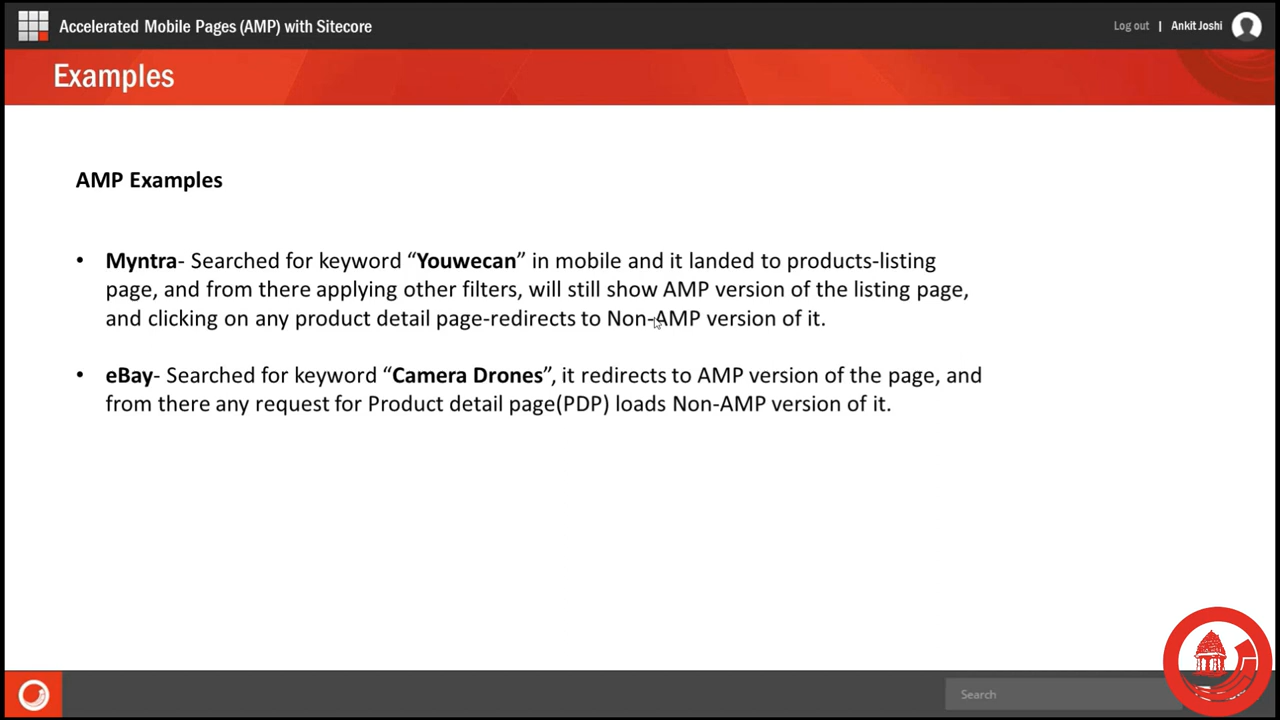 Accelerated Mobile Pages (AMP) with Sitecore
Log out | Ankit Joshi
Examples
AMP Examples
• Myntra- Searched for keyword “Youwecan” in mobile and it landed to products-listing
page, and from there applying other filters, will still show AMP version of the listing page,
and clicking on any product detail page-redirects to Non-AMP version of it.
• eBay- Searched for keyword “Camera Drones”, it redirects to AMP version of the page, and
from there any request for Product detail page(PDP) loads Non-AMP version of it.
Search